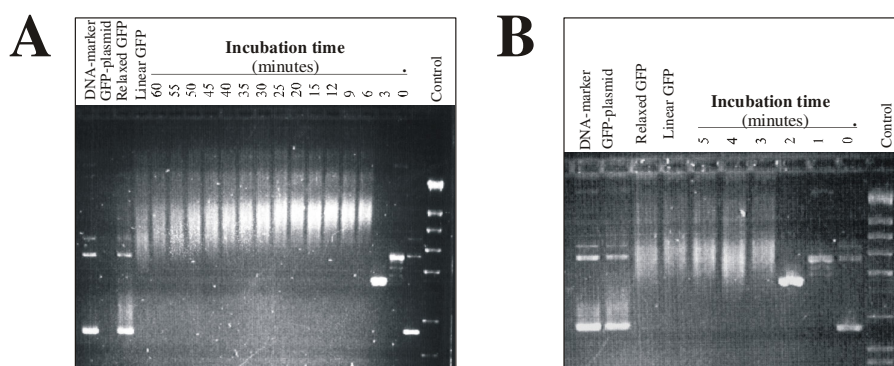 A
DNA-marker
GFP-plasmid
Relaxed GFP
Linear GFP
Incubation time
(minutes)
60
55
50
45
40
35
30
25
20
15
12
9
6
3
0
Control
B
DNA-marker
GFP-plasmid
Relaxed GFP
Linear GFP
Incubation time
(minutes)
5
4
3
2
1
0
Control